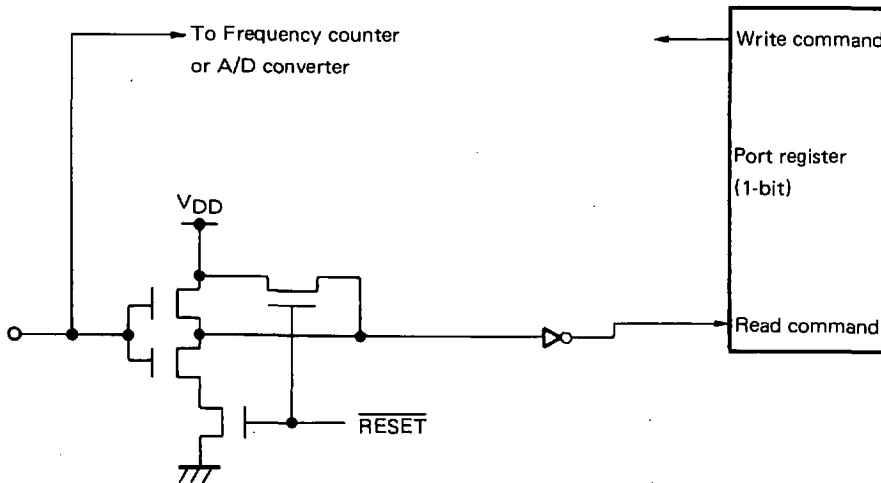 To Frequency counter
or A/D converter
Write command
Port register
(1-bit)
VDD
Read command
RESET